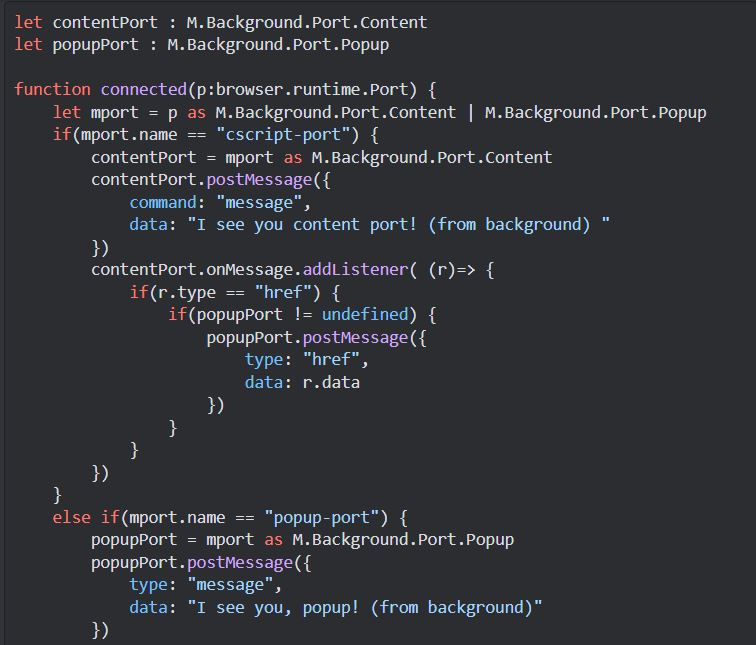 let contentPort : M.Background.Port.Content
let popupPort : M.Background.Port.Popup

function connected(p:browser.runtime.Port) {
    let mport = p as M.Background.Port.Content | M.Background.Port.Popup
    if(mport.name == "cscript-port") {
        contentPort = mport as M.Background.Port.Content
        contentPort.postMessage({
            command: "message",
            data: "I see you content port! (from background) "
        })
        contentPort.onMessage.addListener( (r)=> {
            if(r.type == "href") {
                if(popupPort != undefined) {
                    popupPort.postMessage({
                        type: "href",
                        data: r.data
                    })
                }
            }
        })
    }
    else if(mport.name == "popup-port") {
        popupPort = mport as M.Background.Port.Popup
        popupPort.postMessage({
            type: "message",
            data: "I see you, popup! (from background)"
        })